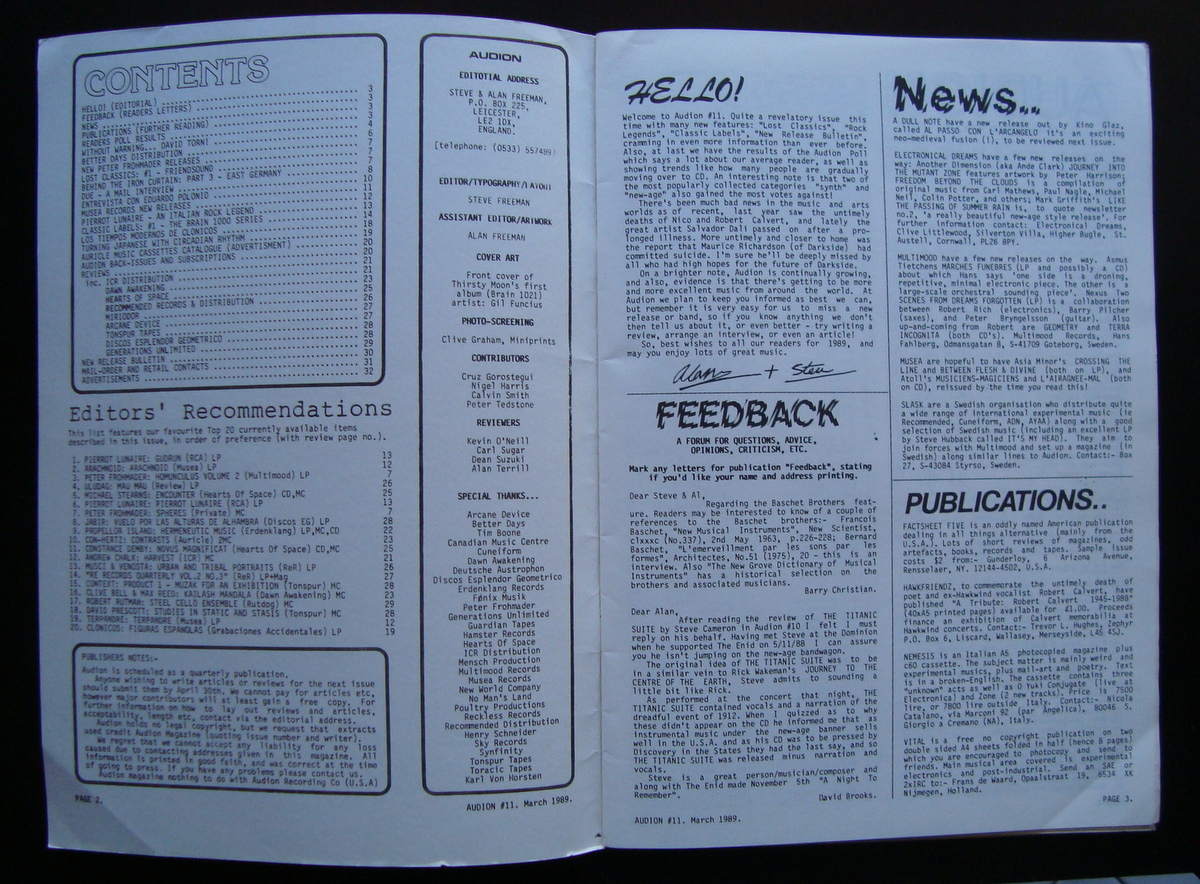 CONTENTS
HELLO! (EDITORIAL) 3
FEEDBACK (READERS LETTERS) 3
NEWS 3
PUBLICATIONS (FURTHER READING) 4
READERS POLL RESULTS 6
WITHOUT WARNING... DAVID TORN! 7
BETTER DAYS DISTRIBUTION 7
NEW PETER FROHMADER RELEASES 7
LOST CLASSICS: #1 - FRIENDSOUND 8
BEHIND THE IRON CURTAIN: PART 3 - EAST GERMANY
DUE - A MAIL INTERVIEW
ENTREVISTA CON EDUARDO POLONIO
MUSEA RECORDS NEW RELEASES
PIERROT LUNAIRE - AN ITALIAN ROCK LEGEND
CLASSIC LABELS: #1 - THE BRAIN 1000 SERIES
LOS TIEMPOS MODERNOS DE CLONICOS
TURNING JAPANESE WITH CIRCADIAN RHYTHM
AURICLE MUSIC CASSETTES CATALOGUE (ADVERTISEMENT)
AUDION BACK-ISSUES AND SUBSCRIPTIONS
REVIEWS
inc. ICR DISTRIBUTION
DAWN AWAKENING
HEARTS OF SPACE
RECOMMENDED RECORDS & DISTRIBUTION
MIRIODOR
ARCANE DEVICE
TONSPUR TAPES
DISCOS ESPLENDOR GEOMETRICO
GENERATIONS UNLIMITED
NEW RELEASE BULLETIN 30
MAIL-ORDER AND RETAIL CONTACTS 31
ADVERTISEMENTS 32
Editors' Recommendations
This list features our favourite Top 20 currently available items
described in this issue, in order of preference (with review page no.).
1. PIERROT LUNAIRE: GUDRUN (RCA) LP 13
2. ARACHNOID: ARACHNOID (Musea) LP 12
3. PETER FROHMADER: HOMUNCULUS VOLUME 2 (Multimood) LP 7
4. ULUDAG: MAU MAU (Review) LP 26
5. MICHAEL STEARNS: ENCOUNTER (Hearts Of Space) CD,MC 25
6. PIERROT LUNAIRE: PIERROT LUNAIRE (RCA) LP 13
7. PETER FROHMADER: SPHERES (Private) MC 7
8. JABIR: VUELO POR LAS ALTURAS DE ALHAMBRA (Discos EG) LP 28
9. PROPELLOR ISLAND: HERMENEUTIC MUSIC (Erdenklang) LP,MC,CD 22
10. CON-HERTZ: CONTRASTS (Auricle) 2MC 23
11. CONSTANCE DEMBY: NOVUS MAGNIFICAT (Hearts Of Space) CD,MC 25
12. ANDREW CHALK: HARVEST (ICR) MC 21
13. MUSCI & VENOSTA: URBAN AND TRIBAL PORTRAITS (ReR) LP 26
14. "RE RECORDS QUARTERLY VOL.2 NO.3" (ReR) LP+Mag 27
15. CONTEXT: PRODUCT 1 - MUZAK FOR AN EXHIBITION (Tonspur) MC 28
16. CLIVE BELL & MAX REED: KAILASH MANDALA (Dawn Awakening) MC 23
17. ROBERT RUTMAN: STEEL CELLO ENSEMBLE (Rutdog) MC 29
18. DAVID PRESCOTT: STUDIES IN STATIC AND STASIS (Tonspur) MC 28
19. TERPANDRE: TERPANDRE (Musea) LP 12
20. CLONICOS: FIGURAS ESPANOLAS (Grabaciones Accidentales) LP 19
PUBLISHERS NOTES:-
Audion is scheduled as a quarterly publication.
Anyone wishing to write articles or reviews for the next issue
should submit them by April 30th. We cannot pay for articles etc,
however major contributors will at least gain a free copy. For
further information on how to lay out reviews and articles,
acceptability, length etc, contact via the editorial address.
Audion holds no legal copyright, but we request that extracts
used credit Audion Magazine (quoting issue number and writer).
We regret that we cannot accept any liability for any loss
caused due to contacting addresses given in this magazine. All
information is printed in good faith, and was correct at the time
of going to press. If you have any problems please contact us.
Audion magazine nothing to do with Audion Recording Co (U.S.A)
PAGE 2.
AUDION
EDITOTIAL ADDRESS
STEVE & ALAN FREEMAN,
P.O. BOX 225,
LEICESTER,
LE2 1DX,
ENGLAND.
[telephone: (0533) 557489]
EDITOR/TYPOGRAPHY/LAYOUT
STEVE FREEMAN
ASSISTANT EDITOR/ARTWORK
ALAN FREEMAN
COVER ART
Front cover of
Thirsty Moon's first
album (Brain 1021)
artist: Gil Funcius
PHOTO-SCREENING
Clive Graham, Miniprints
CONTRIBUTORS
Cruz Gorostegui
Nigel Harris
Calvin Smith
Peter Tedstone
REVIEWERS
Kevin O'Neill
Carl Sugar
Dean Suzuki
Alan Terrill
SPECIAL THANKS...
Arcane Device
Better Days
Tim Boone
Canadian Music Centre
Cuneiform
Dawn Awakening
Deutsche Austrophon
Discos Esplendor Geometrico
Erdenklang Records
Fønix Musik
Peter Frohmader
Generations Unlimited
Guardian Tapes
Hamster Records
Hearts Of Space
ICR Distribution
Mensch Production
Multimood Records
Musea Records
New World Company
No Man's Land
Poultry Productions
Reckless Records
Recommended Distribution
Henry Schneider
Sky Records
Synfinity
Tonspur Tapes
Toracic Tapes
Karl Von Horsten
AUDION #11. March 1989.
HELLO!
Welcome to Audion #11. Quite a revelatory issue this
time with many new features: "Lost Classics", "Rock
Legends", "Classic Labels", "New Release Bulletin",
cramming in even more information than ever before.
Also, at last we have the results of the Audion Poll
which says a lot about our average reader, as well as
showing trends like how many people are gradually
moving over to CD. An interesting note is that two of
the most popularly collected categories "synth" and
"new-age" also gained the most votes against!
There's been much bad news in the music and arts
worlds as of recent, last year saw the untimely
deaths of Nico and Robert Calvert, and lately the
great artist Salvador Dali passed on after a pro-
longed illness. More untimely and closer to home was
the report that Maurice Richardson (of Darkside) had
committed suicide. I'm sure he'll be deeply missed by
all who had high hopes for the future of Darkside.
On a brighter note, Audion is continually growing,
and also, evidence is that there's getting to be more
and more excellent music from around the world. At
Audion we plan to keep you informed as best we can,
but remember it is very easy for us to miss a new
release or band, so if you know anything we don't
then tell us about it, or even better - try writing a
review, arrange an interview, or even an article!
So, best wishes to all our readers for 1989, and
may you enjoy lots of great music.
Alan + Steve
FEEDBACK
A FORUM FOR QUESTIONS, ADVICE,
OPINIONS, CRITICISM, ETC.
Mark any letters for publication "Feedback", stating
if you'd like your name and address printing.
Dear Steve & Al,
Regarding the Baschet Brothers feat-
ure. Readers may be interested to know of a couple of
references to the Baschet brothers:- Francois
Baschet, "New Musical Instruments", New Scientist,
clxxxc (No.337), 2nd May 1963, p.226-228; Bernard
Baschet, "L'emerveillement par les sons par les
formes", Architectes, No.51 (1975), 20 - this is an
interview. Also "The New Grove Dictionary of Musical
Instruments" has a historical selection on the
brothers and associated musicians.
Barry Christian.
Dear Alan,
After reading the review of THE TITANIC
SUITE by Steve Cameron in Audion #10 I felt I must
reply on his behalf. Having met Steve at the Dominion
when he supported The Enid on 5/11/88 I can assure
you he isn't jumping on the new-age bandwagon.
The original idea of THE TITANIC SUITE was to be
in a similar vein to Rick Wakeman's JOURNEY TO THE
CENTRE OF THE EARTH, Steve admits to sounding a
little bit like Rick.
As performed at the concert that night, THE
TITANIC SUITE contained vocals and a narration of the
dreadful event of 1912. When I quizzed as to why
these didn't appear on the CD he informed me that as
instrumental music under the new-age banner sells
well in the U.S.A. and as his CD was to be pressed by
Discovery in the States they had the last say, and so
THE TITANIC SUITE was released minus narration and
vocals.
Steve is a great person/musician/composer and
along with The Enid made November 5th "A Night To
Remember".
David Brooks.
AUDION #11. March 1989.
News...
A DULL NOTE have a new release out by Kino Glaz,
called AL PASSO CON L'ARCANGELO it's an exciting
neo-medieval fusion (!), to be reviewed next issue.
ELECTRONICAL DREAMS have a few new releases on the
way: Another Dimension (aka Ande Clark) JOURNEY INTO
THE MUTANT ZONE features artwork by Peter Harrison;
FREEDOM BEYOND THE CLOUDS is a compilation of
original music from Carl Mathews, Paul Nagle, Michael
Neil, Colin Potter, and others; Mark Griffith's LIKE
THE PASSING OF SUMMER RAIN is, to quote newsletter
no.2, 'a really beautiful new-age style release'. For
further information contact: Electronical Dreams,
Clive Littlewood, Silverton Villa, Higher Bugle, St.
Austell, Cornwall, PL26 8PY.
MULTIMOOD have a few new releases on the way. Asmus
Tietchens MARCHES FUNEBRES (LP and possibly a CD)
about which Hans says 'one side is a droning,
repetitive, minimal electronic piece. The other is a
large-scale orchestral sounding piece'. Nexus Two
SCENES FROM DREAMS FORGOTTEN (LP) is a collaboration
between Robert Rich (electronics), Barry Pilcher
(saxes), and Peter Bryngelsson (guitar). Also
up-and-coming from Robert are GEOMETRY and TERRA
INCOGNITA (both CD's). Multimood Records, Hans
Fahlberg, Odmansgatan 8, S-41709 Goteborg, Sweden.
MUSEA are hopeful to have Asia Minor's CROSSING THE
LINE and BETWEEN FLESH & DIVINE (both on LP), and
Atoll's MUSICIENS-MAGICIENS and L'ARAIGNEE-MAL (both
on CD), reissued by the time you read this!
SLASK are a Swedish organisation who distribute quite
a wide range of international experimental music (ie
Recommended, Cuneiform, ADN, AYAA) along with a good
selection of Swedish music (including an excellent LP
by Steve Hubback called IT'S MY HEAD). They aim to
join forces with Multimood and set up a magazine (in
Swedish) along similar lines to Audion. Contact:- Box
27, S-43084 Styrso, Sweden.
PUBLICATIONS..
FACTSHEET FIVE is an oddly named American publication
dealing in all things alternative (mainly from the
U.S.A.). Lots of short reviews of magazines, odd
artefacts, books, records and tapes. Sample issue
costs $2 from:- Gunderloy, 6 Arizona Avenue,
Rensselaer, NY. 12144-4502, U.S.A.
HAWKFRIENDZ, to commemorate the untimely death of
poet and ex-Hawkwind vocalist Robert Calvert, have
published "A Tribute: Robert Calvert 1945-1988"
(40xA5 printed pages) available for £1.00. Proceeds
finance an exhibition of Calvert memorabilia at
Hawkwind concerts. Contact:- Trevor L. Hughes, Zephyr
P.O. Box 6, Liscard, Wallasey, Merseyside, L45 4SJ.
NEMESIS is an Italian A5 photocopied magazine plus
c60 cassette. The subject matter is mainly weird and
experimental musics, plus mail-art and poetry. Text
is in a broken-English. The cassette contains three
"unknown" acts as well as O Yuki Conjugate (live at
Electronical) and Zone (2 new tracks). Price is 7500
lire, or 7800 lire outside Italy. Contact:- Nicola
Catalano, via Marconi 92 (par Angelica), 80046 S.
Giorgio A Cremano (NA), Italy.
VITAL is a free no copyright publication on two
double sided A4 sheets folded in half (hence 8 pages)
which you are encouraged to photocopy and send to
friends. Main musical area covered is experimental
electronics and post-industrial. Send an SAE or
2xIRC to:- Frans de Waard, Opaalstraat 19, 6534 XK
Nijmegen, Holland.
PAGE 3.